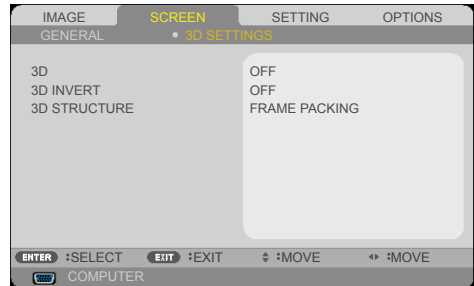 IMAGE SCREEN SETTING OPTIONS
GENERAL • 3D SETTINGS
3D OFF
3D INVERT OFF
3D STRUCTURE FRAME PACKING
ENTER :SELECT EXIT :EXIT :MOVE :MOVE
COMPUTER